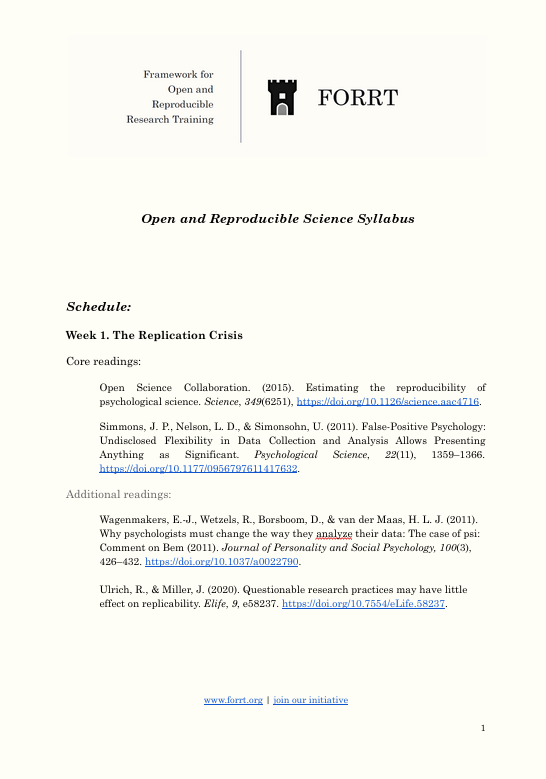 Framework for
Open and
Reproducible
Research Training
FORRT
Open and Reproducible Science Syllabus
Schedule:
Week 1. The Replication Crisis
Core readings:
Open Science Collaboration. (2015). Estimating the reproducibility of
psychological science. Science, 349(6251), https://doi.org/10.1126/science.aac4716.
Simmons, J. P., Nelson, L. D., & Simonsohn, U. (2011). False-Positive Psychology:
Undisclosed Flexibility in Data Collection and Analysis Allows Presenting
Anything as Significant. Psychological Science, 22(11), 1359–1366.
https://doi.org/10.1177/0956797611417632.
Additional readings:
Wagenmakers, E.-J., Wetzels, R., Borsboom, D., & van der Maas, H. L. J. (2011).
Why psychologists must change the way they analyze their data: The case of psi:
Comment on Bem (2011). Journal of Personality and Social Psychology, 100(3),
426–432. https://doi.org/10.1037/a0022790.
Ulrich, R., & Miller, J. (2020). Questionable research practices may have little
effect on replicability. Elife, 9, e58237. https://doi.org/10.7554/eLife.58237.
www.forrt.org | join our initiative
1